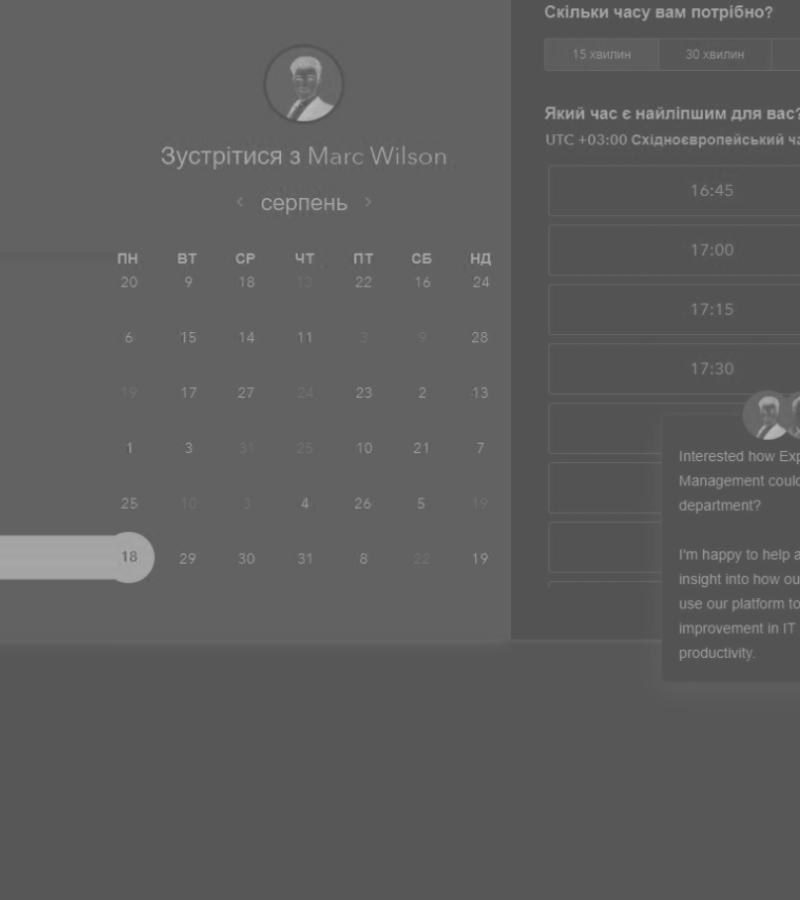 Зустрітися з Marc Wilson
серпень
ПН ВТ СР ЧТ ПТ СБ НД
20 9 18 13 22 16 24
6 15 14 11 3 9 28
19 17 27 24 23 2 13
1 3 31 25 10 21 7
25 10 3 4 26 5 19
18 29 30 31 8 22 19
Скільки часу вам потрібно?
15 хвилин 30 хвилин
Який час є найліпшим для вас?
UTC +03:00 Східноєвропейський
16:45
17:00
17:15
17:30
Interested how
Management
department?
I'm happy to help
insight into how
use our platform to
improvement in IT
productivity.